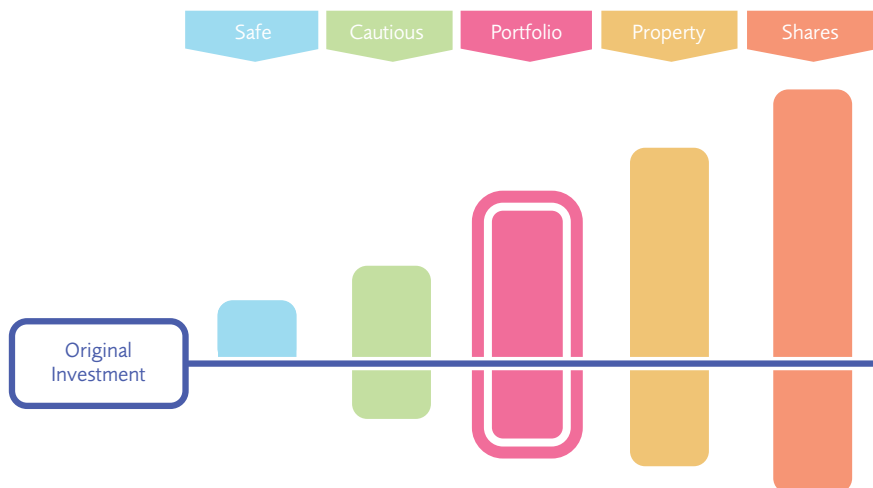 Safe
Cautious
Portfolio
Property
Shares
Original
Investment